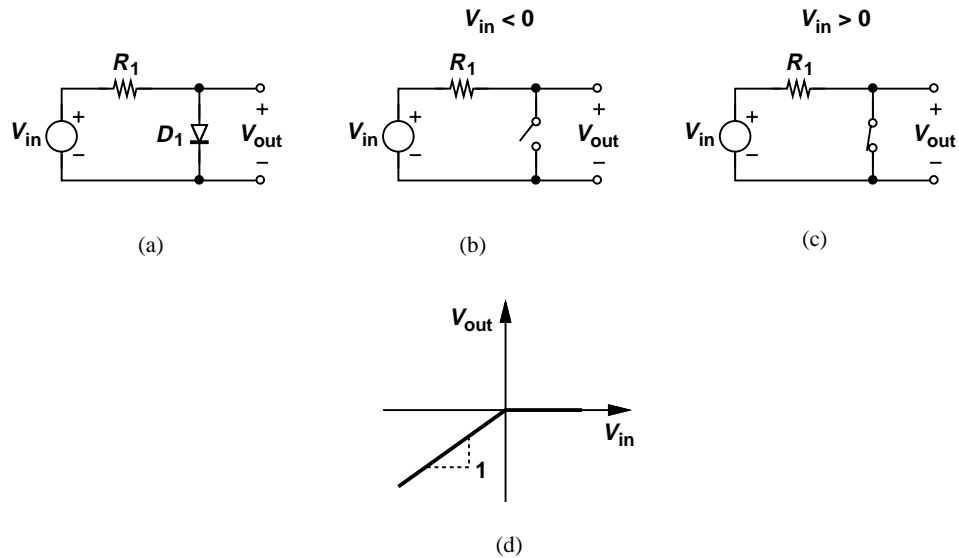 V_in < 0
V_in > 0
R_1
V_in
+
−
D_1
+
V_out
−
(a)
R_1
V_in
+
−
+
V_out
−
(b)
R_1
V_in
+
−
+
V_out
−
(c)
V_out
V_in
1
(d)